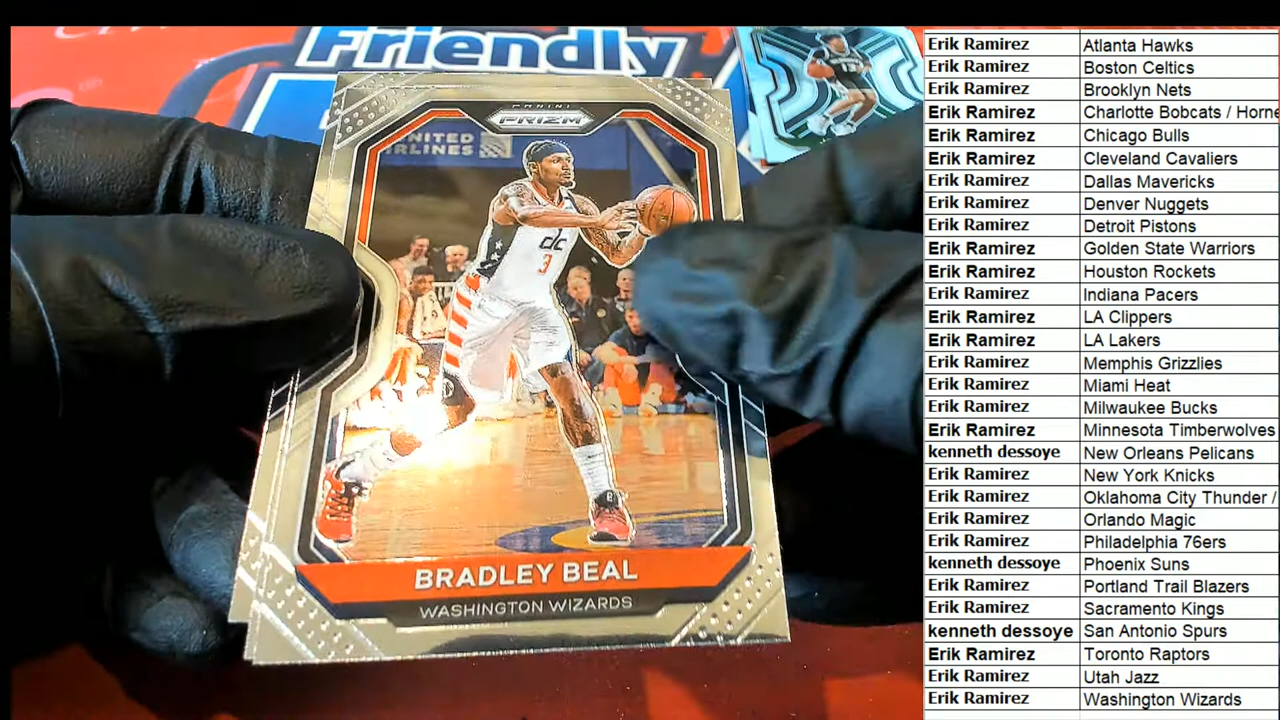 Friendly
PANINI
PRIZM
UNITED
AIRLINES
dc
3
13
BRADLEY BEAL
WASHINGTON WIZARDS
Erik Ramirez Atlanta Hawks
Erik Ramirez Boston Celtics
Erik Ramirez Brooklyn Nets
Erik Ramirez Charlotte Bobcats / Horne
Erik Ramirez Chicago Bulls
Erik Ramirez Cleveland Cavaliers
Erik Ramirez Dallas Mavericks
Erik Ramirez Denver Nuggets
Erik Ramirez Detroit Pistons
Erik Ramirez Golden State Warriors
Erik Ramirez Houston Rockets
Erik Ramirez Indiana Pacers
Erik Ramirez LA Clippers
Erik Ramirez LA Lakers
Erik Ramirez Memphis Grizzlies
Erik Ramirez Miami Heat
Erik Ramirez Milwaukee Bucks
Erik Ramirez Minnesota Timberwolves
kenneth dessoye New Orleans Pelicans
Erik Ramirez New York Knicks
Erik Ramirez Oklahoma City Thunder /
Erik Ramirez Orlando Magic
Erik Ramirez Philadelphia 76ers
kenneth dessoye Phoenix Suns
Erik Ramirez Portland Trail Blazers
Erik Ramirez Sacramento Kings
kenneth dessoye San Antonio Spurs
Erik Ramirez Toronto Raptors
Erik Ramirez Utah Jazz
Erik Ramirez Washington Wizards